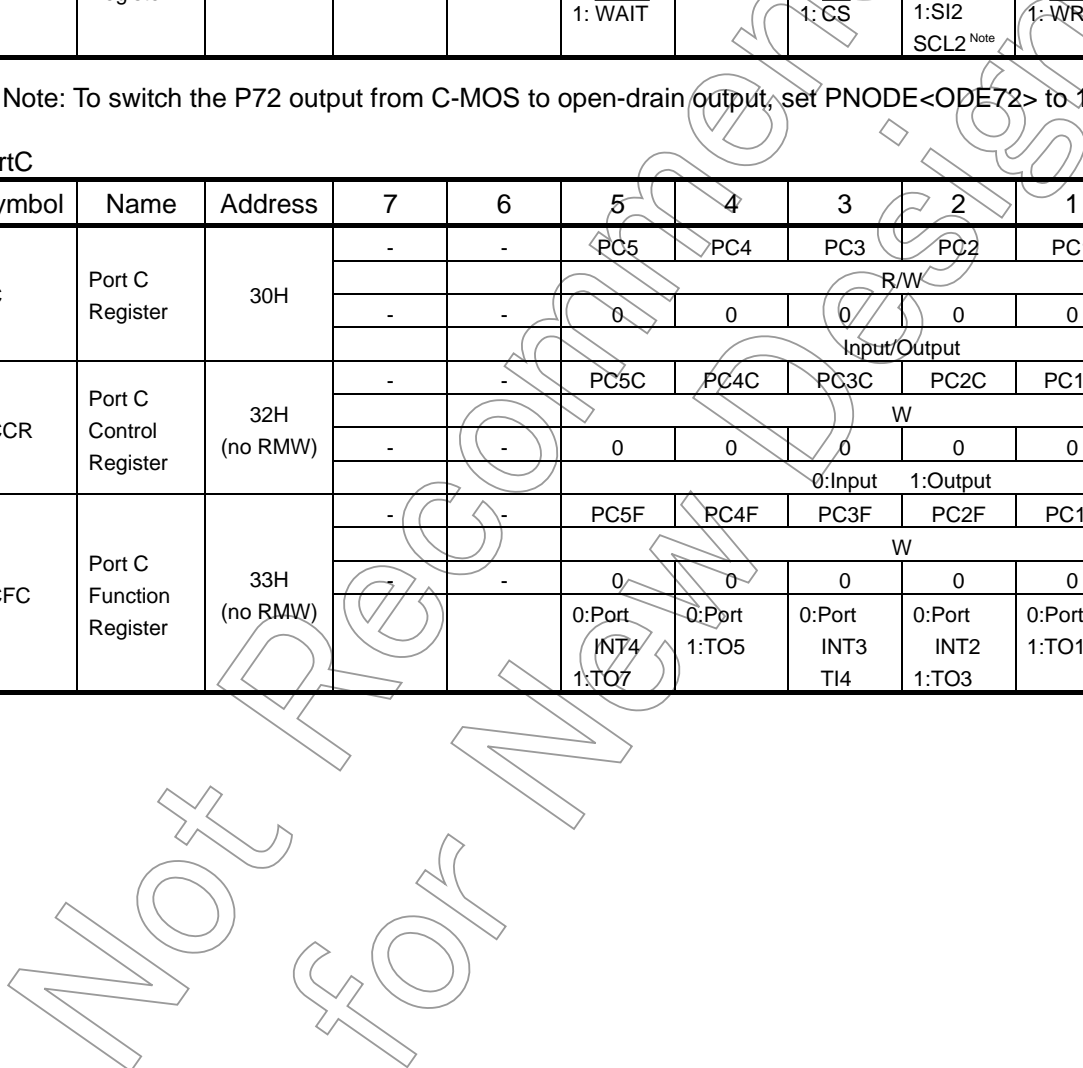 1: WAIT 1: CS 1:SI2 1: WR
SCL2 Note
Note: To switch the P72 output from C-MOS to open-drain output, set PNODE<ODE72> to 1
rtC
ymbol Name Address 7 6 5 4 3 2 1
- - PC5 PC4 PC3 PC2 PC
Port C Register 30H R/W
- - 0 0 0 0 0
Input/Output
- - PC5C PC4C PC3C PC2C PC1
CR Port C Control Register 32H (no RMW) W
- - 0 0 0 0 0
0:Input 1:Output
- - PC5F PC4F PC3F PC2F PC1
FC Port C Function Register 33H (no RMW) W
- - 0 0 0 0 0
0:Port 0:Port 0:Port 0:Port 0:Port
INT4 1:TO5 INT3 INT2 1:TO1
1:TO7 TI4 1:TO3
Not Recommen
for New Design